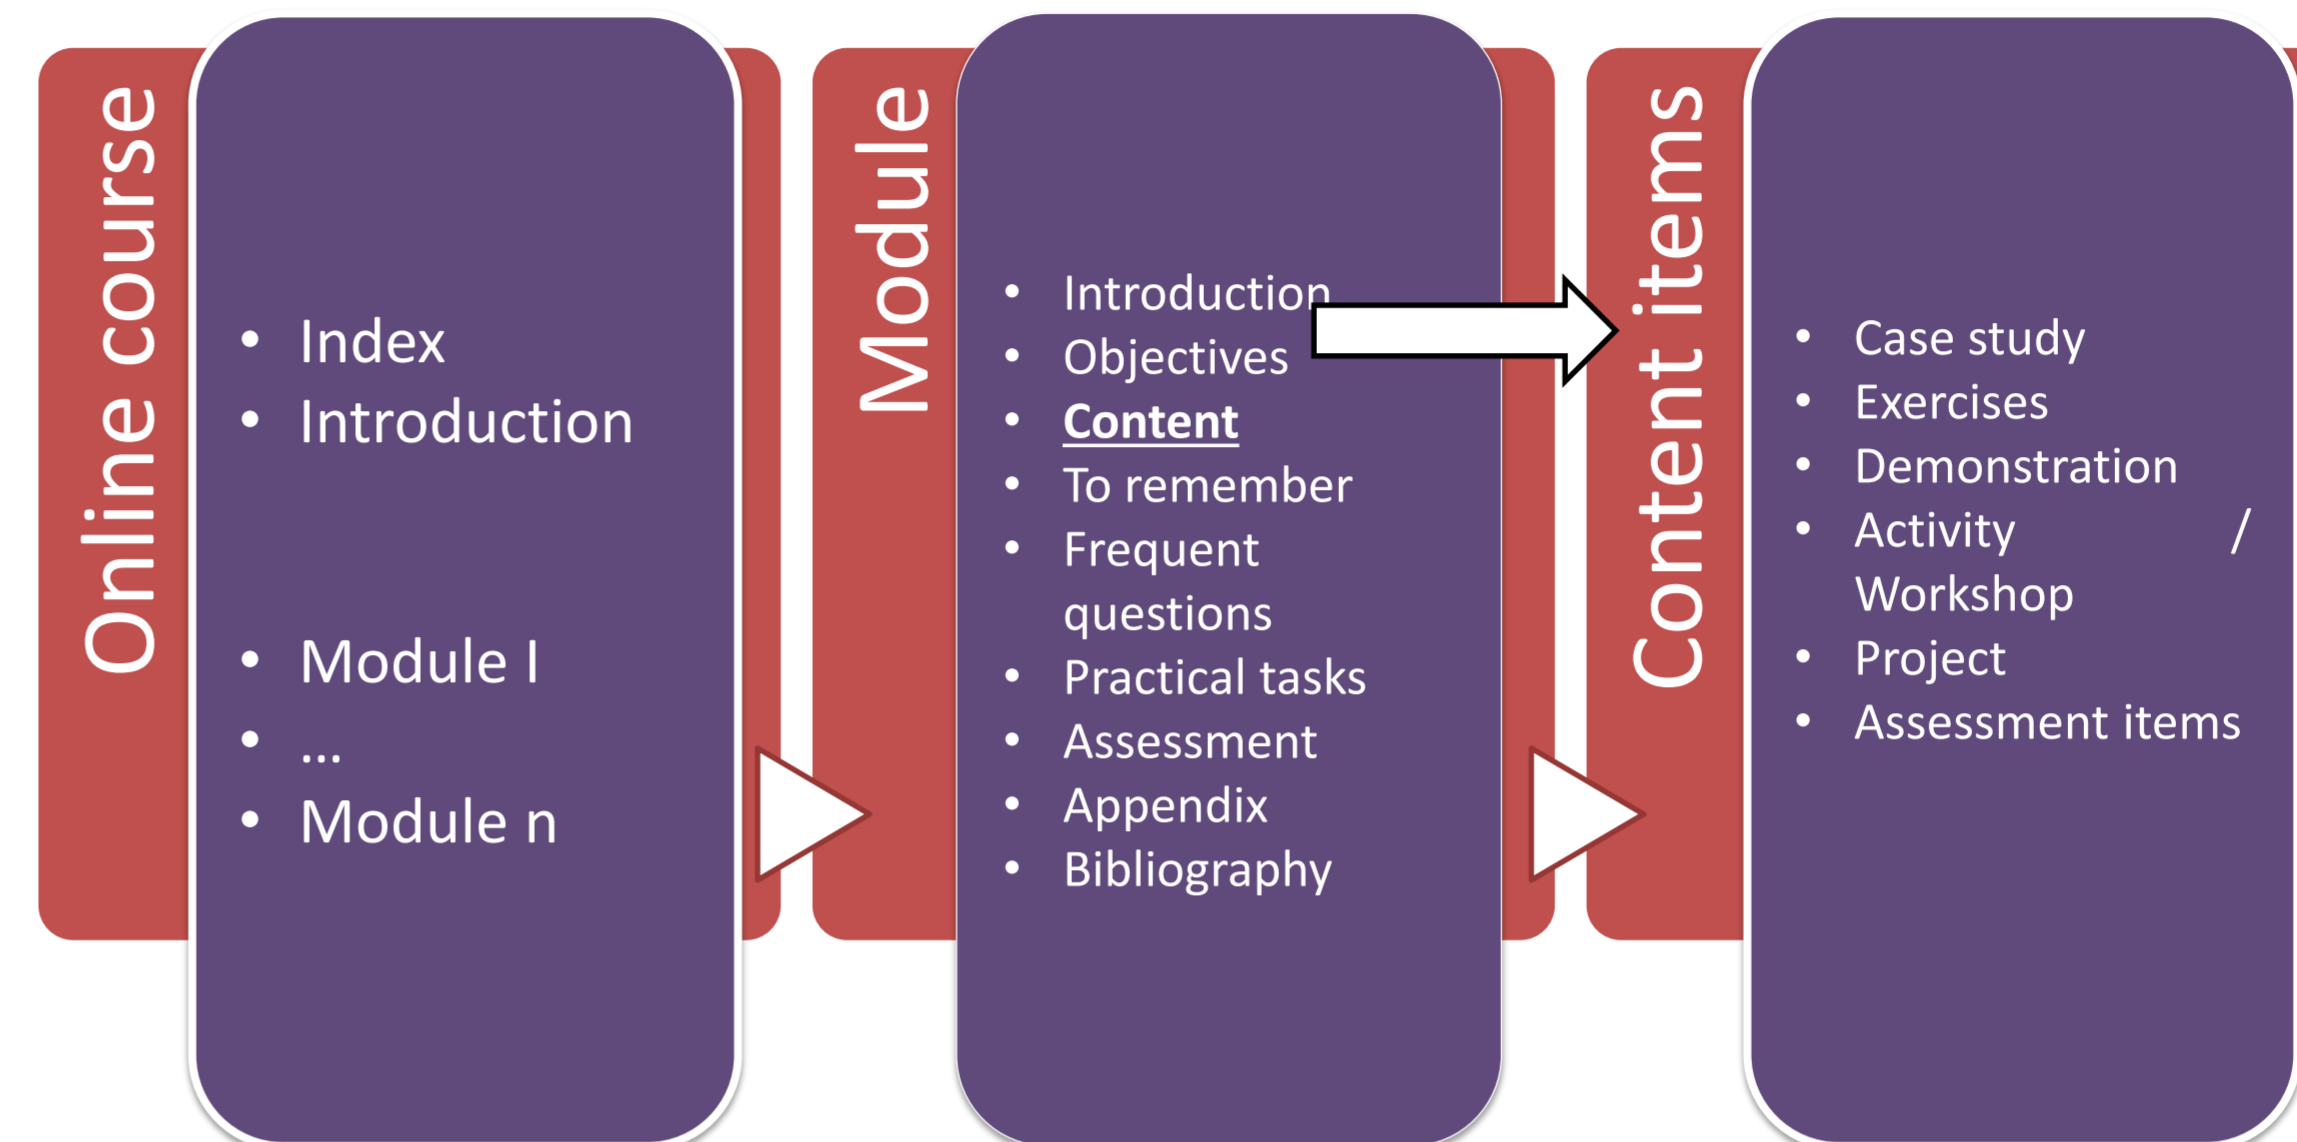 Online course
• Index
• Introduction
• Module I
• ...
• Module n
Module
• Introduction
• Objectives
• Content
• To remember
• Frequent
questions
• Practical tasks
• Assessment
• Appendix
• Bibliography
Content items
• Case study
• Exercises
• Demonstration
• Activity /
Workshop
• Project
• Assessment items